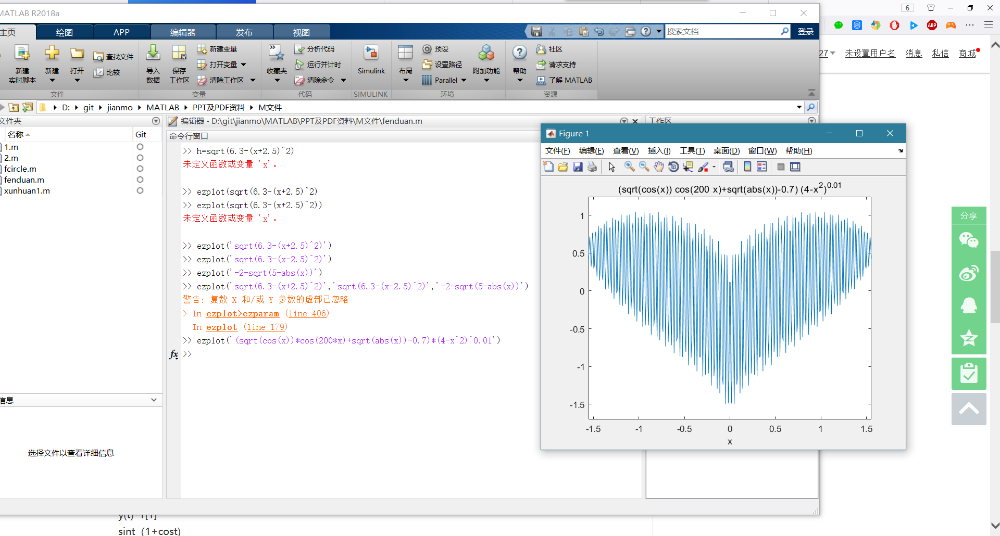 6
MATLAB R2018a
主页 绘图 APP 编辑器 发布 视图
搜索文档
登录
新建
实时脚本
新建
打开
查找文件
比较
文件
导入
数据
保存
工作区
新建变量
打开变量
清除工作区
变量
收藏夹
分析代码
运行并计时
清除命令
代码
Simulink
SIMULINK
布局
预设
设置路径
Parallel
附加功能
环境
帮助
社区
请求支持
了解 MATLAB
资源
27 未设置用户名 消息 私信 商城
D: git jianmo MATLAB PPT及PDF资料 M文件
文件夹
名称 Git
1.m
2.m
fcircle.m
fenduan.m
xunhuan1.m
信息
选择文件以查看详细信息
编辑器 - D:\git\jianmo\MATLAB\PPT及PDF资料\M文件\fenduan.m
工作区
命令行窗口
>> h=sqrt(6.3-(x+2.5)^2)
未定义函数或变量 'x'。
>> ezplot(sqrt(6.3-(x+2.5)^2)
>> ezplot(sqrt(6.3-(x+2.5)^2))
未定义函数或变量 'x'。
>> ezplot('sqrt(6.3-(x+2.5)^2)')
>> ezplot('sqrt(6.3-(x-2.5)^2)')
>> ezplot('-2-sqrt(5-abs(x))')
>> ezplot('sqrt(6.3-(x+2.5)^2)','sqrt(6.3-(x-2.5)^2)','-2-sqrt(5-abs(x))')
警告: 复数 X 和/或 Y 参数的虚部已忽略
> In ezplot>ezparam (line 406)
In ezplot (line 179)
>> ezplot('(sqrt(cos(x))*cos(200*x)+sqrt(abs(x))-0.7)*(4-x^2)^0.01')
fx >>
Figure 1
文件(F) 编辑(E) 查看(V) 插入(I) 工具(T) 桌面(D) 窗口(W) 帮助(H)
(sqrt(cos(x)) cos(200 x)+sqrt(abs(x))-0.7) (4-x^2)^0.01
1
0.5
0
-0.5
-1
-1.5
-1.5 -1 -0.5 0 0.5 1 1.5
x
分享
ABP
y(t)=r[1]
sint (1+cost)